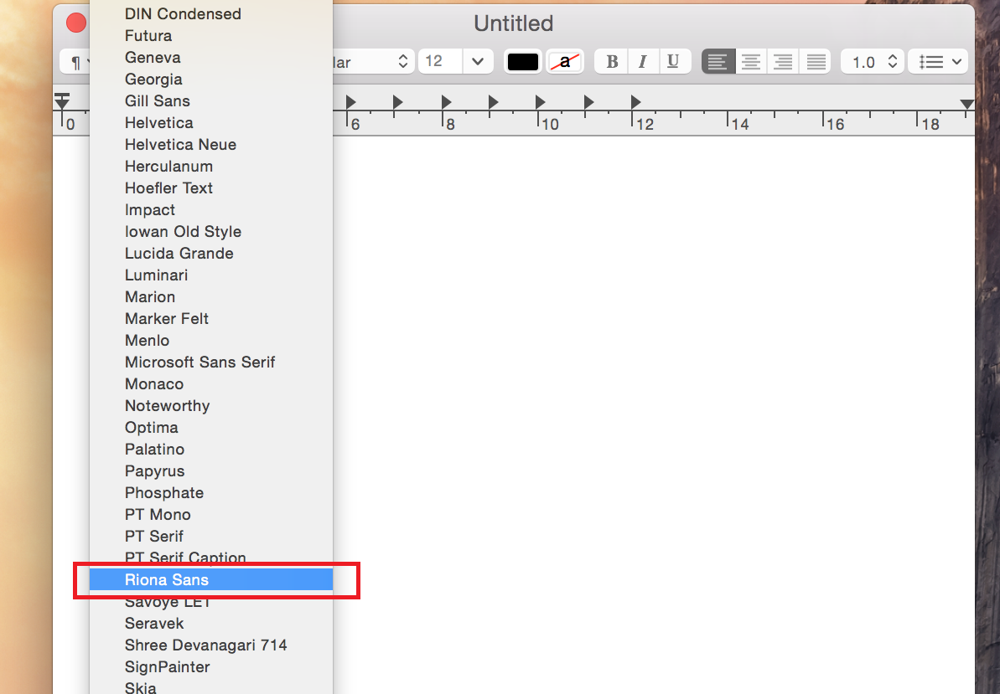 Untitled
¶ lar 12 a B I U 1.0
0 6 8 10 12 14 16 18
DIN Condensed
Futura
Geneva
Georgia
Gill Sans
Helvetica
Helvetica Neue
Herculanum
Hoefler Text
Impact
Iowan Old Style
Lucida Grande
Luminari
Marion
Marker Felt
Menlo
Microsoft Sans Serif
Monaco
Noteworthy
Optima
Palatino
Papyrus
Phosphate
PT Mono
PT Serif
PT Serif Caption
Riona Sans
Savoye LET
Seravek
Shree Devanagari 714
SignPainter
Skia